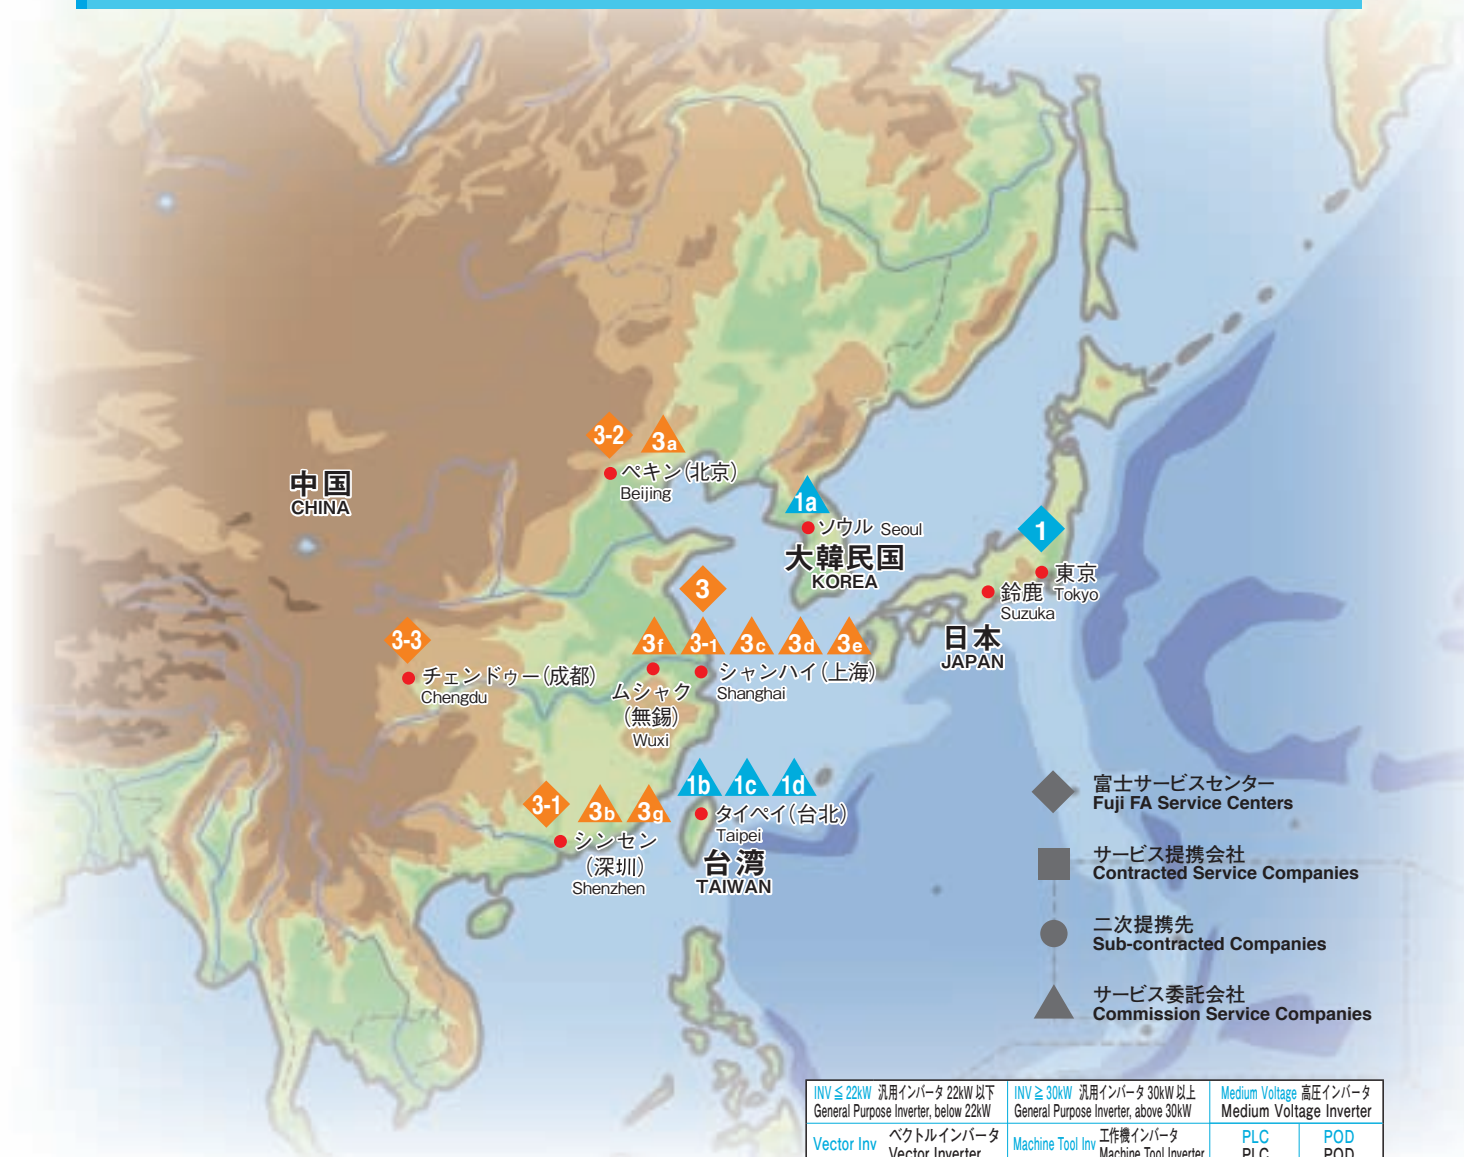 3-2
3a
ペキン(北京)
Beijing
中国
CHINA
1a
ソウル Seoul
大韓民国
KOREA
1
東京
Tokyo
鈴鹿
Suzuka
日本
JAPAN
3
3f
3-1
3c
3d
3e
シャンハイ(上海)
Shanghai
ムシャク
(無錫)
Wuxi
3-3
チェンドゥー(成都)
Chengdu
1b
1c
1d
タイペイ(台北)
Taipei
台湾
TAIWAN
3-1
3b
3g
シンセン
(深圳)
Shenzhen
富士サービスセンター
Fuji FA Service Centers
サービス提携会社
Contracted Service Companies
二次提携先
Sub-contracted Companies
サービス委託会社
Commission Service Companies
INV ≦ 22kW 汎用インバータ 22kW 以下
General Purpose Inverter, below 22kW
INV ≧ 30kW 汎用インバータ 30kW 以上
General Purpose Inverter, above 30kW
Medium Voltage 高圧インバータ
Medium Voltage Inverter
Vector Inv ベクトルインバータ
Vector Inverter
Machine Tool Inv 工作機インバータ
Machine Tool Inverter
PLC
PLC
POD
POD